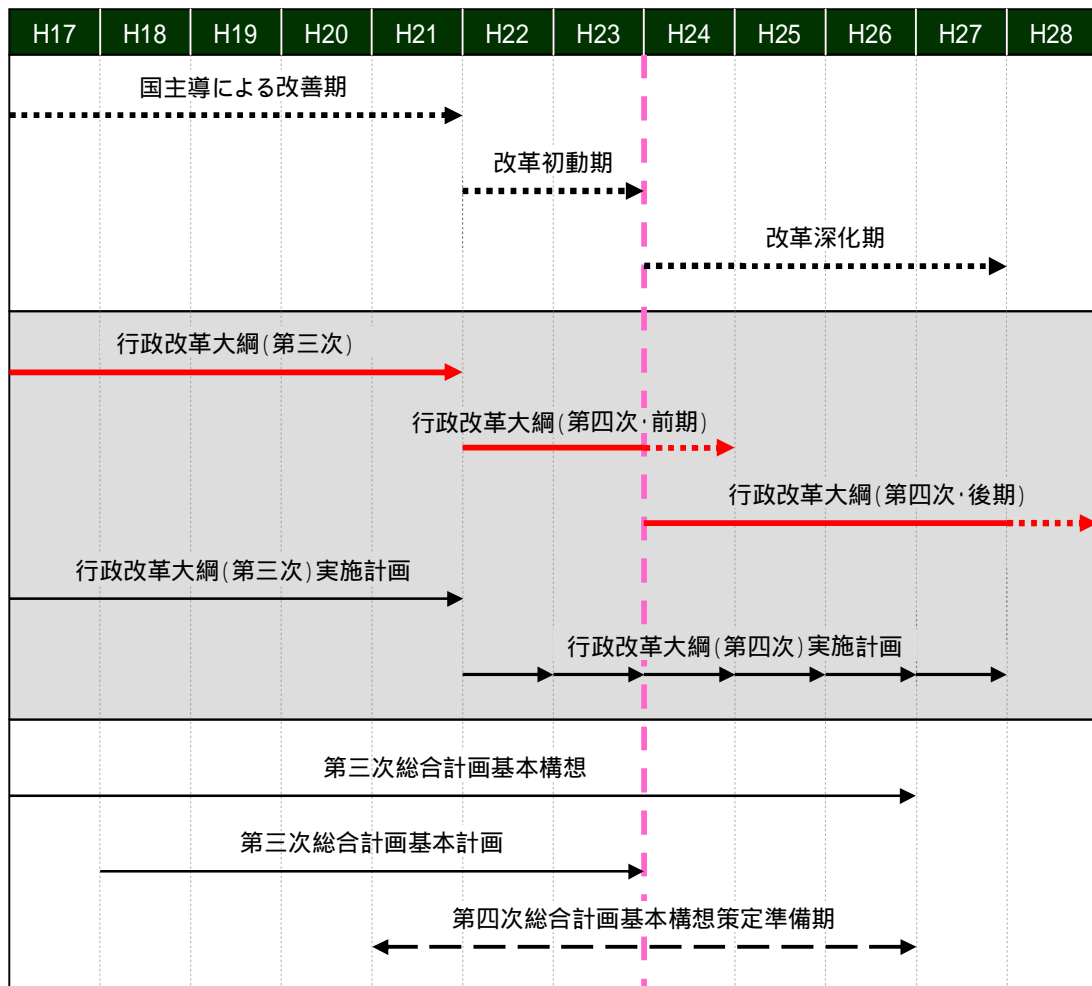 H17 H18 H19 H20 H21 H22 H23 H24 H25 H26 H27 H28
国主導による改善期
改革初動期
改革深化期
行政改革大綱(第三次)
行政改革大綱(第四次・前期)
行政改革大綱(第四次・後期)
行政改革大綱(第三次)実施計画
行政改革大綱(第四次)実施計画
第三次総合計画基本構想
第三次総合計画基本計画
第四次総合計画基本構想策定準備期